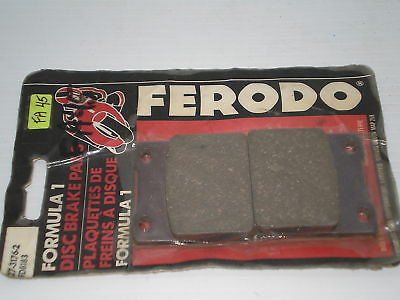 FA 45
FERODO
FORMULA 1
DISC BRAKE PADS
PLAQUETTES DE
FREINS A DISQUE
FORMULA 1